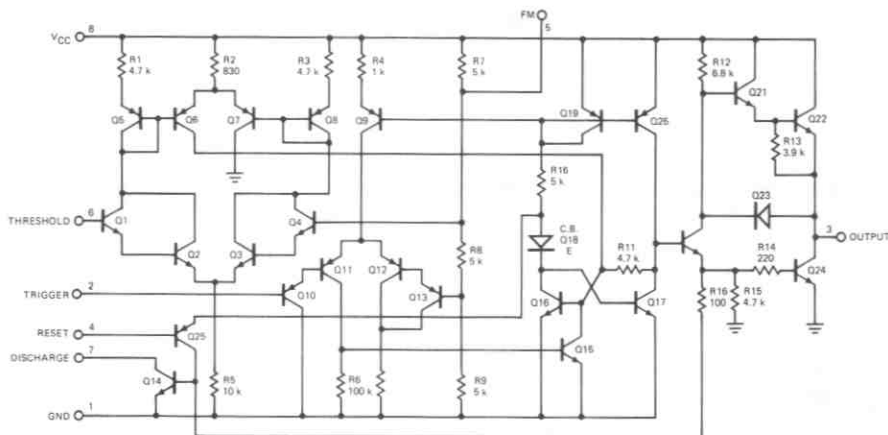 FM
5
VCC
8
R1
4.7 k
R2
830
R3
4.7 k
R4
1 k
R7
5 k
R12
6.8 k
Q21
Q5
Q6
Q7
Q8
Q9
Q19
Q26
Q22
R13
3.9 k
R16
5 k
THRESHOLD
6
Q1
Q2
Q3
Q4
Q23
C.B.
Q18
E
R8
5 k
R11
4.7 k
3
OUTPUT
R14
220
Q11
Q12
TRIGGER
2
Q10
Q13
Q16
Q17
R16
100
R15
4.7 k
Q24
RESET
4
Q25
DISCHARGE
7
Q15
Q14
R5
10 k
R6
100 k
R9
5 k
GND
1